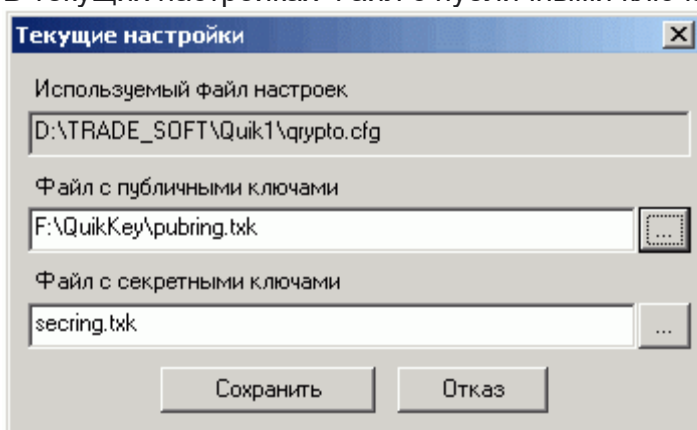 Текущие настройки
Используемый файл настроек
D:\TRADE_SOFT\Quik1\qrypto.cfg
Файл с публичными ключами
F:\QuikKey\pubring.txk
...
Файл с секретными ключами
secring.txk
...
Сохранить
Отказ